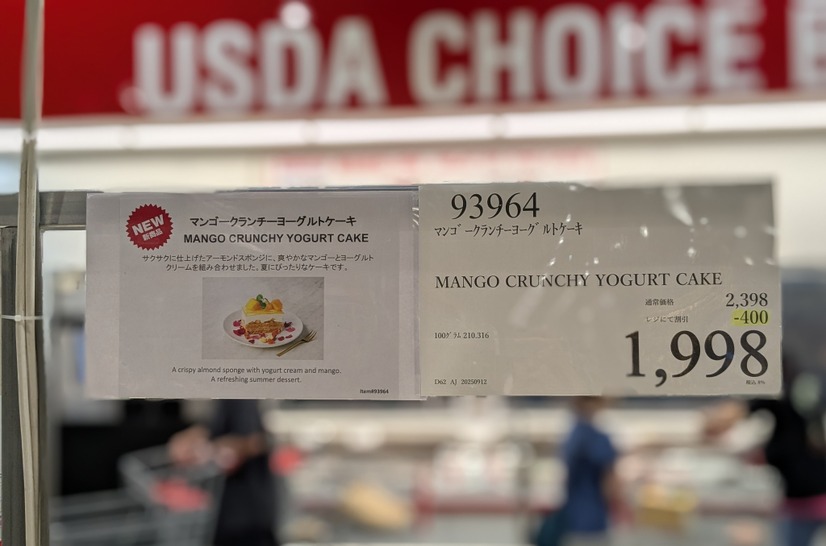 USDA CHOICE
NEW
新商品
マンゴークランチーヨーグルトケーキ
MANGO CRUNCHY YOGURT CAKE
サクサクに仕上げたアーモンドスポンジに、爽やかなマンゴーとヨーグルト
クリームを組み合わせました。夏にぴったりなケーキです。
A crispy almond sponge with yogurt cream and mango.
A refreshing summer dessert.
Item#93964
93964
マンゴークランチーヨーグルトケーキ
MANGO CRUNCHY YOGURT CAKE
通常価格 2,398
レジにて割引 -400
100グラム 210.316
1,998
D62 AJ 20250912
税込 8%